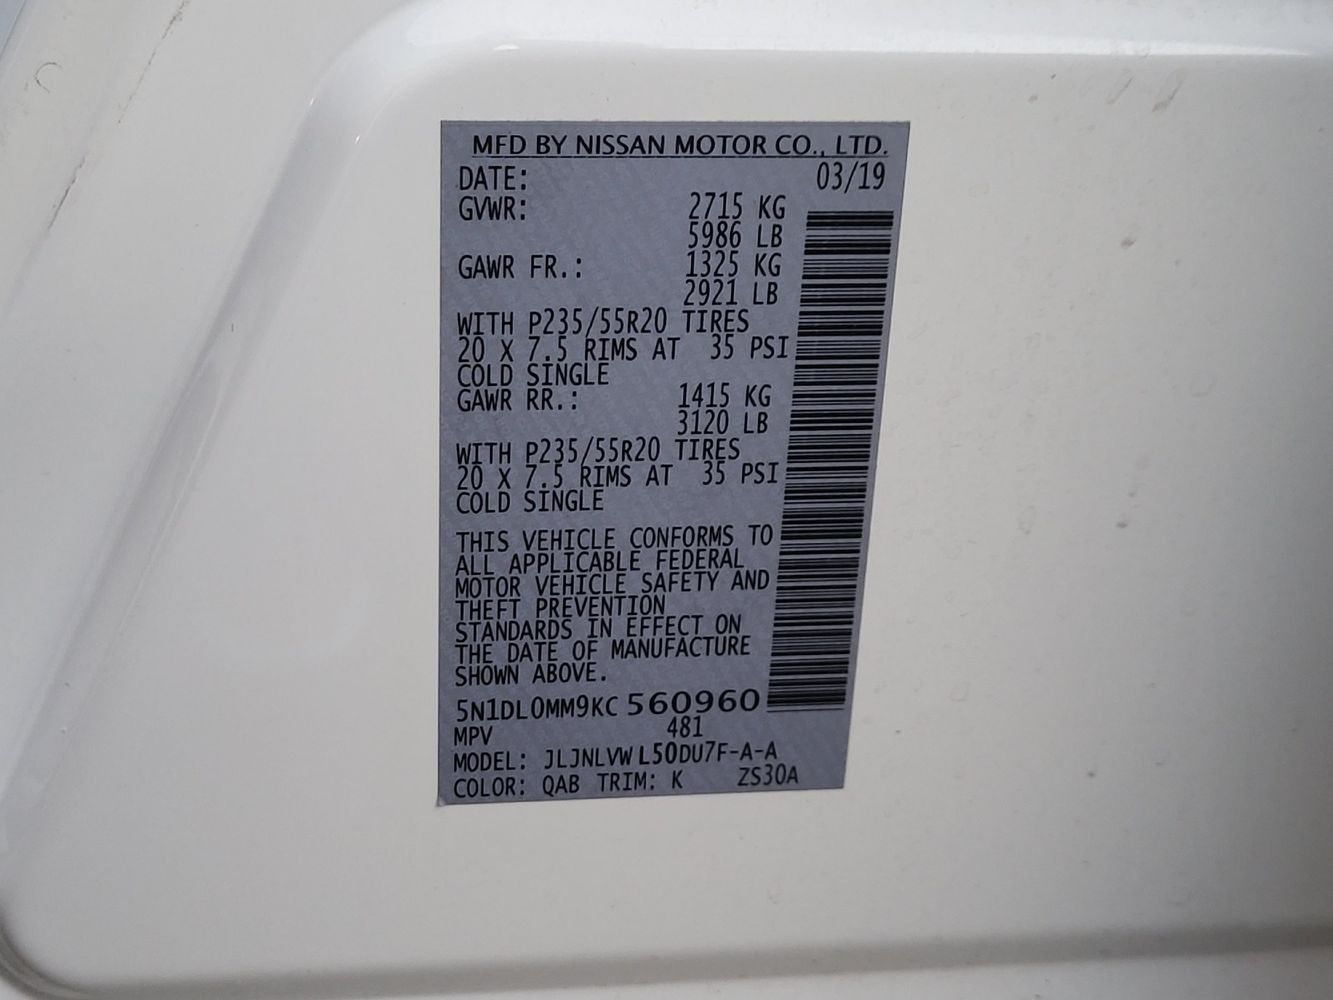 MFD BY NISSAN MOTOR CO., LTD.
DATE: 03/19
GVWR: 2715 KG
5986 LB
GAWR FR.: 1325 KG
2921 LB
WITH P235/55R20 TIRES
20 X 7.5 RIMS AT 35 PSI
COLD SINGLE
GAWR RR.: 1415 KG
3120 LB
WITH P235/55R20 TIRES
20 X 7.5 RIMS AT 35 PSI
COLD SINGLE
THIS VEHICLE CONFORMS TO
ALL APPLICABLE FEDERAL
MOTOR VEHICLE SAFETY AND
THEFT PREVENTION
STANDARDS IN EFFECT ON
THE DATE OF MANUFACTURE
SHOWN ABOVE.
5N1DL0MM9KC 560960
MPV 481
MODEL: JLJNLVW L50DU7F-A-A
COLOR: QAB TRIM: K ZS30A